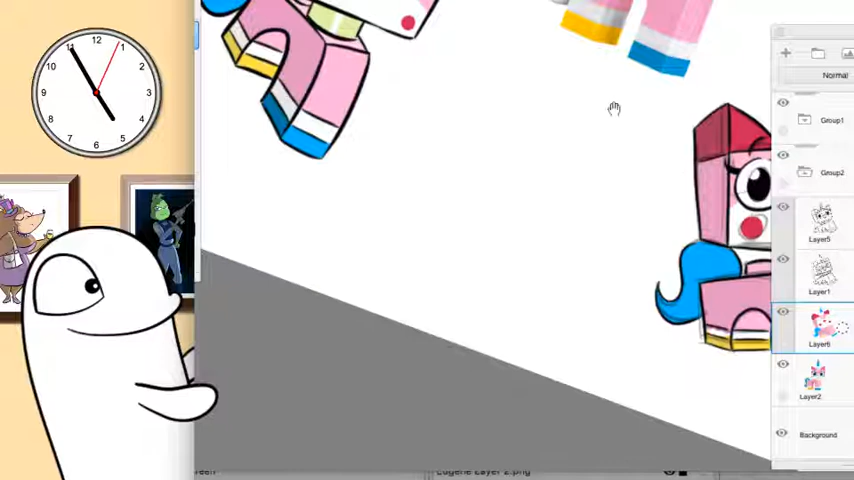 11 12 1
10 2
9 3
8 4
7 6 5
Normal
Group1
Group2
Layer5
Layer1
Layer6
Layer2
Background
Eugene Layer 2.png